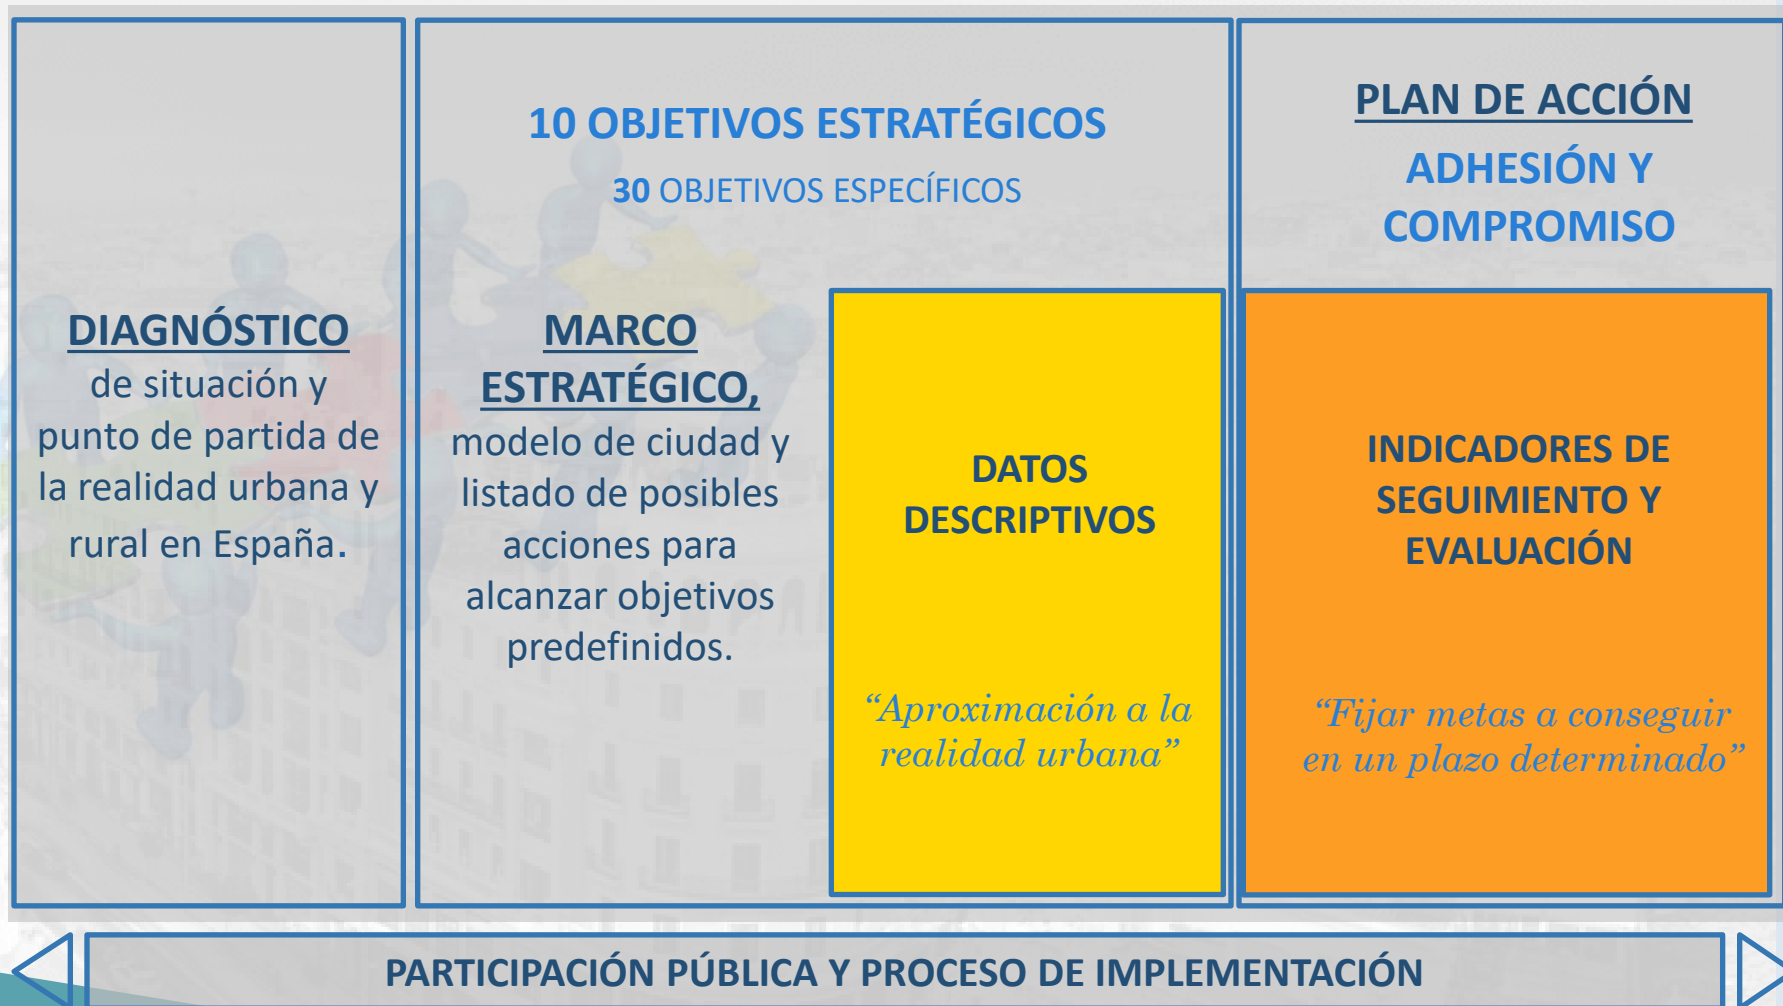 DIAGNÓSTICO
de situación y
punto de partida de
la realidad urbana y
rural en España.
10 OBJETIVOS ESTRATÉGICOS
30 OBJETIVOS ESPECÍFICOS
MARCO
ESTRATÉGICO,
modelo de ciudad y
listado de posibles
acciones para
alcanzar objetivos
predefinidos.
DATOS
DESCRIPTIVOS
“Aproximación a la
realidad urbana”
PLAN DE ACCIÓN
ADHESIÓN Y
COMPROMISO
INDICADORES DE
SEGUIMIENTO Y
EVALUACIÓN
“Fijar metas a conseguir
en un plazo determinado”
PARTICIPACIÓN PÚBLICA Y PROCESO DE IMPLEMENTACIÓN